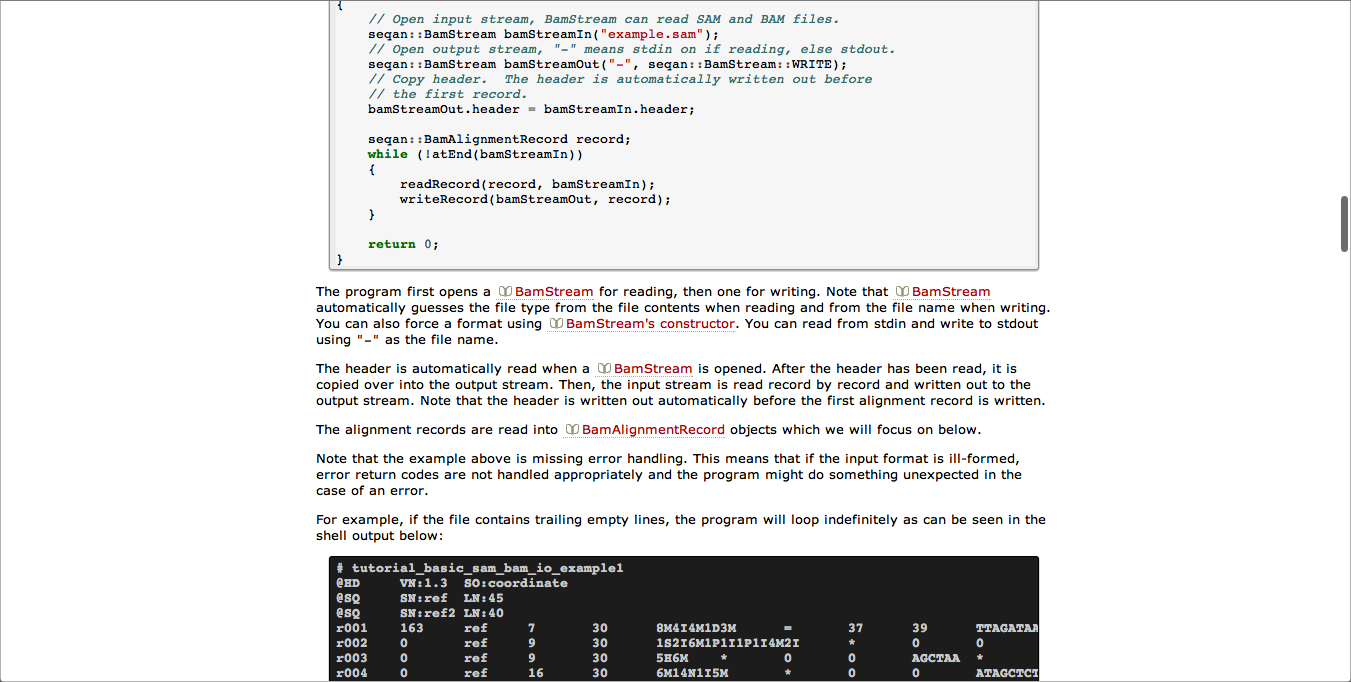 {
    // Open input stream, BamStream can read SAM and BAM files.
    seqan::BamStream bamStreamIn("example.sam");
    // Open output stream, "-" means stdin on if reading, else stdout.
    seqan::BamStream bamStreamOut("-", seqan::BamStream::WRITE);
    // Copy header.  The header is automatically written out before
    // the first record.
    bamStreamOut.header = bamStreamIn.header;

    seqan::BamAlignmentRecord record;
    while (!atEnd(bamStreamIn))
    {
        readRecord(record, bamStreamIn);
        writeRecord(bamStreamOut, record);
    }

    return 0;
}
The program first opens a BamStream for reading, then one for writing. Note that BamStream
automatically guesses the file type from the file contents when reading and from the file name when writing.
You can also force a format using BamStream's constructor. You can read from stdin and write to stdout
using "-" as the file name.
The header is automatically read when a BamStream is opened. After the header has been read, it is
copied over into the output stream. Then, the input stream is read record by record and written out to the
output stream. Note that the header is written out automatically before the first alignment record is written.
The alignment records are read into BamAlignmentRecord objects which we will focus on below.
Note that the example above is missing error handling. This means that if the input format is ill-formed,
error return codes are not handled appropriately and the program might do something unexpected in the
case of an error.
For example, if the file contains trailing empty lines, the program will loop indefinitely as can be seen in the
shell output below:
# tutorial_basic_sam_bam_io_example1
@HD     VN:1.3  SO:coordinate
@SQ     SN:ref  LN:45
@SQ     SN:ref2 LN:40
r001    163     ref     7       30      8M4I4M1D3M      =       37      39      TTAGATAA
r002    0       ref     9       30      1S2I6M1P1I1P1I4M2I      *       0       0
r003    0       ref     9       30      5H6M    *       0       0       AGCTAA  *
r004    0       ref     16      30      6M14N1I5M       *       0       0       ATAGCTCT